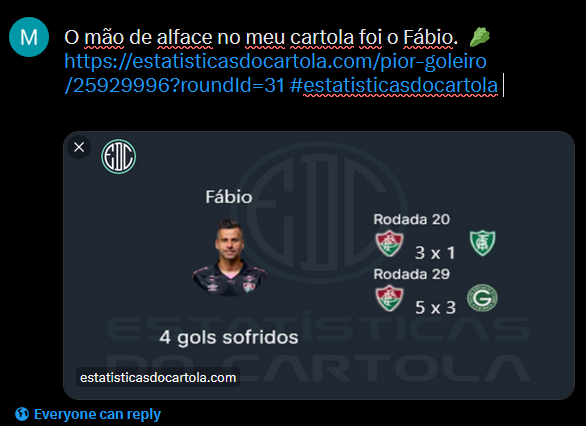 M
O mão de alface no meu cartola foi o Fábio. 🥬
https://estatisticasdocartola.com/pior-goleiro
/25929996?roundId=31 #estatisticasdocartola
EDC
Fábio
Rodada 20
3 x 1
Rodada 29
5 x 3
4 gols sofridos
ESTATÍSTICAS
DO CARTOLA
estatisticasdocartola.com
Everyone can reply